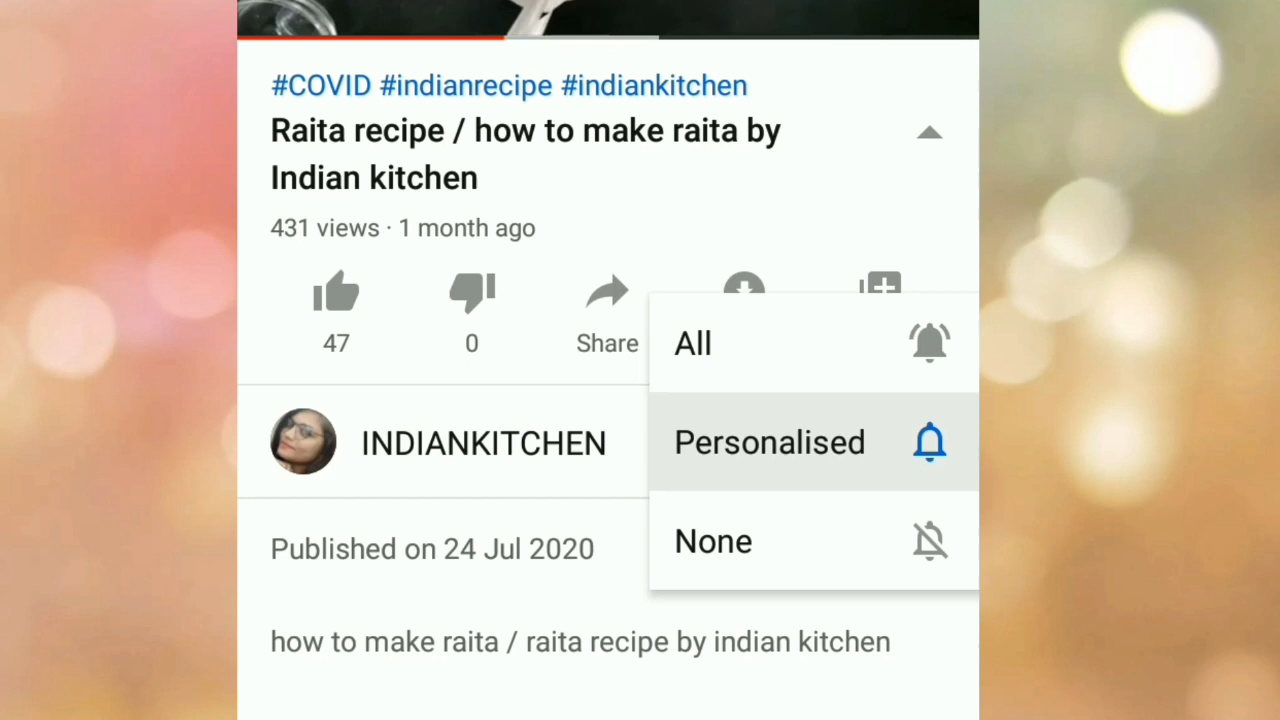 #COVID #indianrecipe #indiankitchen
Raita recipe / how to make raita by
Indian kitchen
431 views · 1 month ago
47
0
Share
All
INDIANKITCHEN
Personalised
None
Published on 24 Jul 2020
how to make raita / raita recipe by indian kitchen